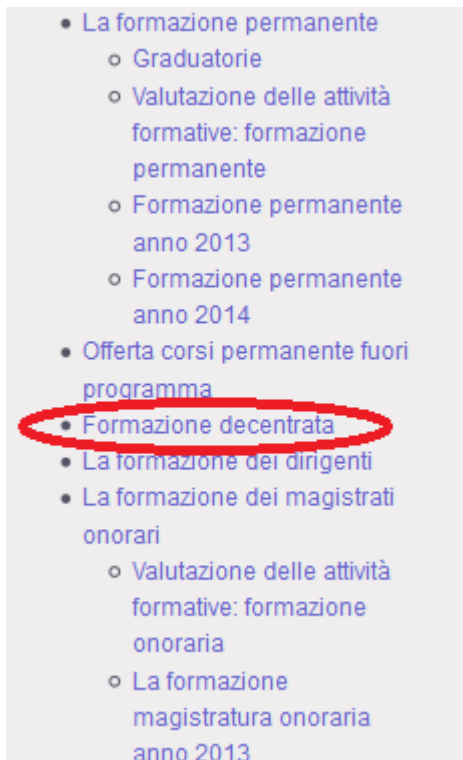 La formazione permanente
Graduatorie
Valutazione delle attività
formative: formazione
permanente
Formazione permanente
anno 2013
Formazione permanente
anno 2014
Offerta corsi permanente fuori
programma
Formazione decentrata
La formazione dei dirigenti
La formazione dei magistrati
onorari
Valutazione delle attività
formative: formazione
onoraria
La formazione
magistratura onoraria
anno 2013